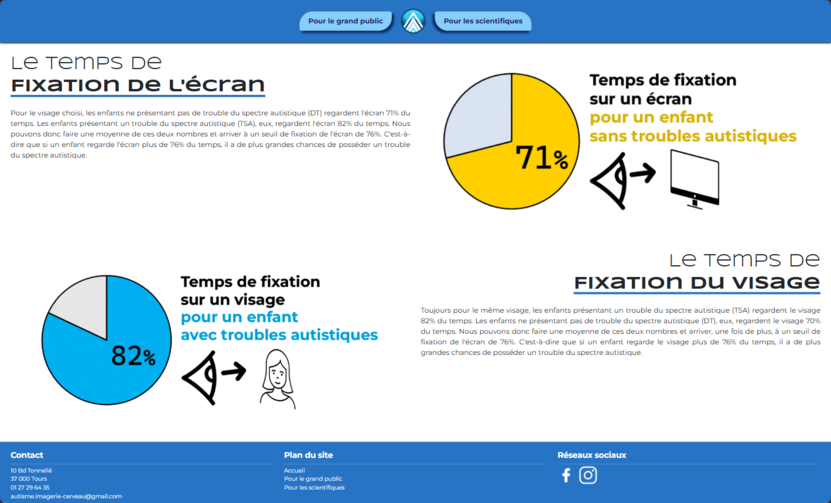 Pour le grand public
Pour les scientifiques
Le Temps de
Fixation de l'écran
Pour le visage choisi, les enfants ne présentant pas de trouble du spectre autistique (DT) regardent l'écran 71% du
temps. Les enfants présentant un trouble du spectre autistique (TSA), eux, regardent l'écran 82% du temps. Nous
pouvons donc faire une moyenne de ces deux nombres et arriver à un seuil de fixation de l'écran de 76%. C'est-à-
dire que si un enfant regarde l'écran plus de 76% du temps, il a de plus grandes chances de posséder un trouble
du spectre autistique.
71%
Temps de fixation
sur un écran
pour un enfant
sans troubles autistiques
82%
Temps de fixation
sur un visage
pour un enfant
avec troubles autistiques
Le Temps de
Fixation du visage
Toujours pour le même visage, les enfants présentant un trouble du spectre autistique (TSA) regardent le visage
82% du temps. Les enfants ne présentant pas de trouble du spectre autistique (DT), eux, regardent le visage 70%
du temps. Nous pouvons donc faire une moyenne de ces deux nombres et arriver, une fois de plus, à un seuil de
fixation de l'écran de 76%. C'est-à-dire que si un enfant regarde le visage plus de 76% du temps, il a de plus
grandes chances de posséder un trouble du spectre autistique.
Contact
10 Bd Tonnellé
37 000 Tours
01 27 29 64 35
autisme.imagerie-cerveau@gmail.com
Plan du site
Accueil
Pour le grand public
Pour les scientifiques
Réseaux sociaux